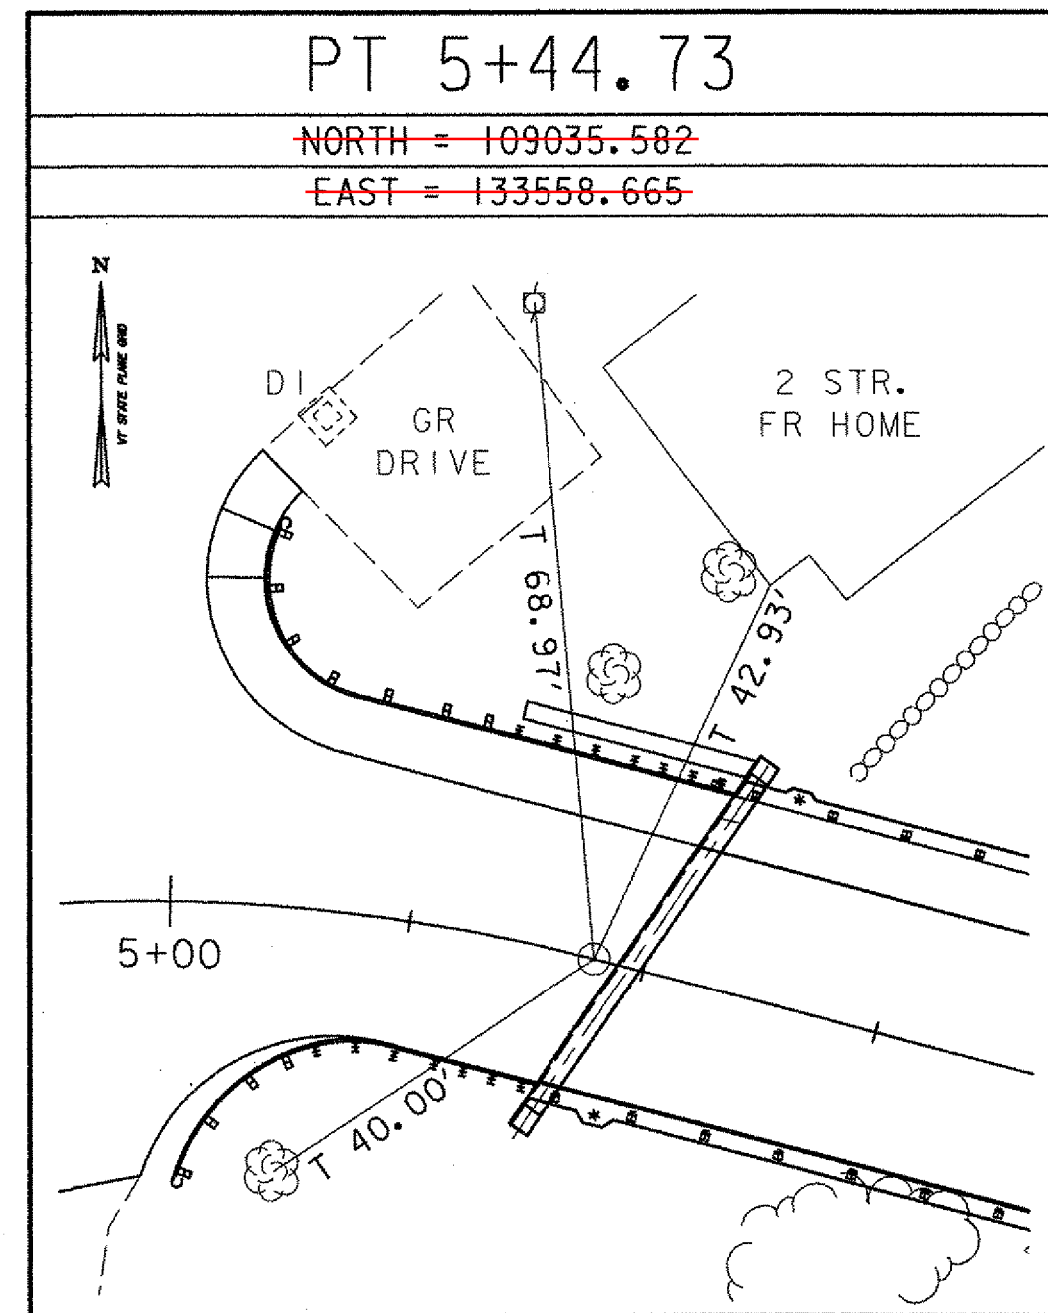 PT 5+44.73
NORTH = 109035.582
EAST = 133558.665
N
VT STATE PLANE GRID
DI
GR
DRIVE
2 STR.
FR HOME
T 68.97'
T 42.93'
5+00
T 40.00'